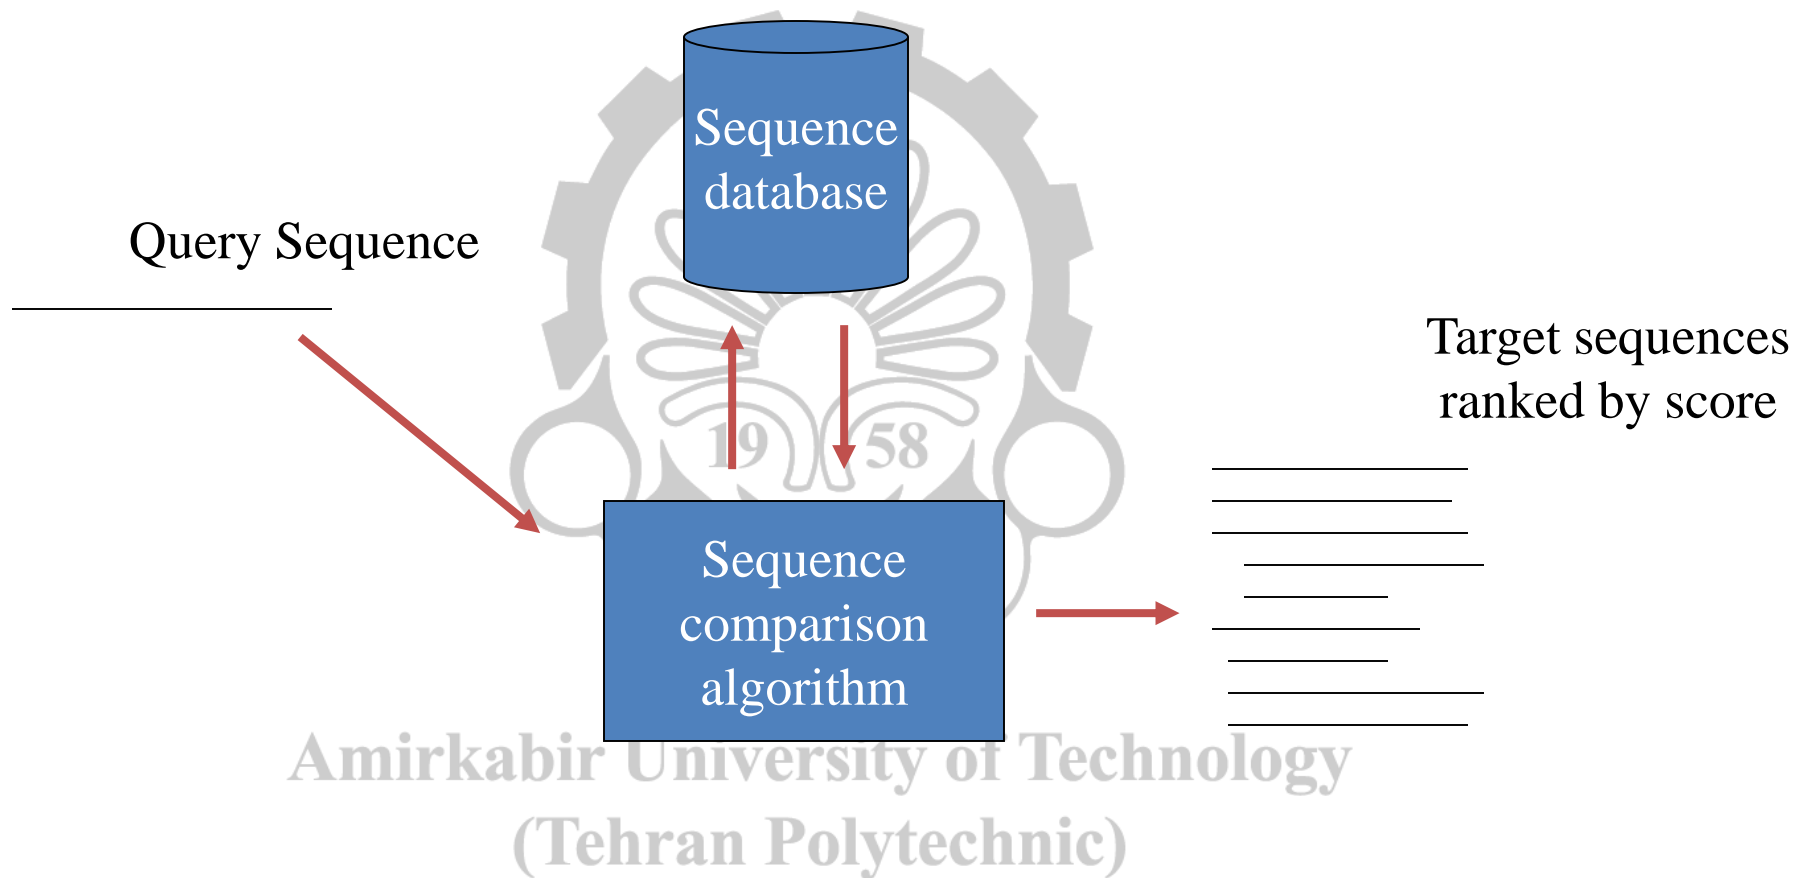 Sequence
database
Query Sequence
Target sequences
ranked by score
19 58
Sequence
comparison
algorithm
Amirkabir University of Technology
(Tehran Polytechnic)